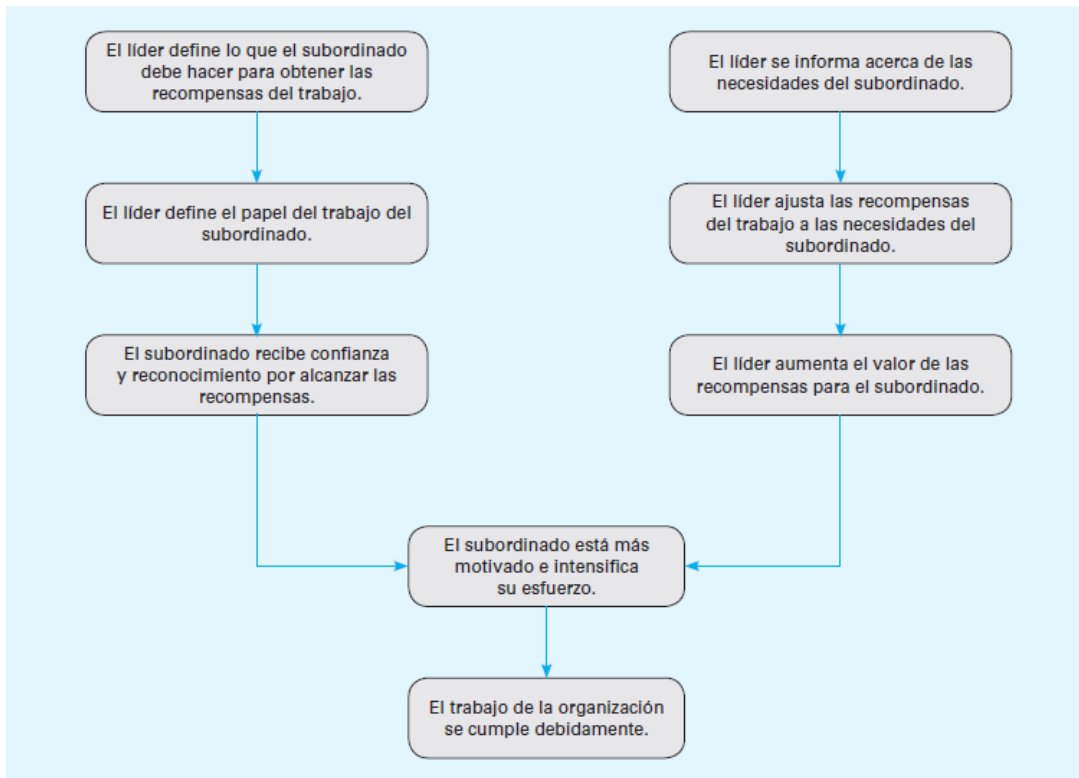 El líder define lo que el subordinado
debe hacer para obtener las
recompensas del trabajo.
El líder define el papel del trabajo del
subordinado.
El subordinado recibe confianza
y reconocimiento por alcanzar las
recompensas.
El líder se informa acerca de las
necesidades del subordinado.
El líder ajusta las recompensas
del trabajo a las necesidades del
subordinado.
El líder aumenta el valor de las
recompensas para el subordinado.
El subordinado está más
motivado e intensifica
su esfuerzo.
El trabajo de la organización
se cumple debidamente.